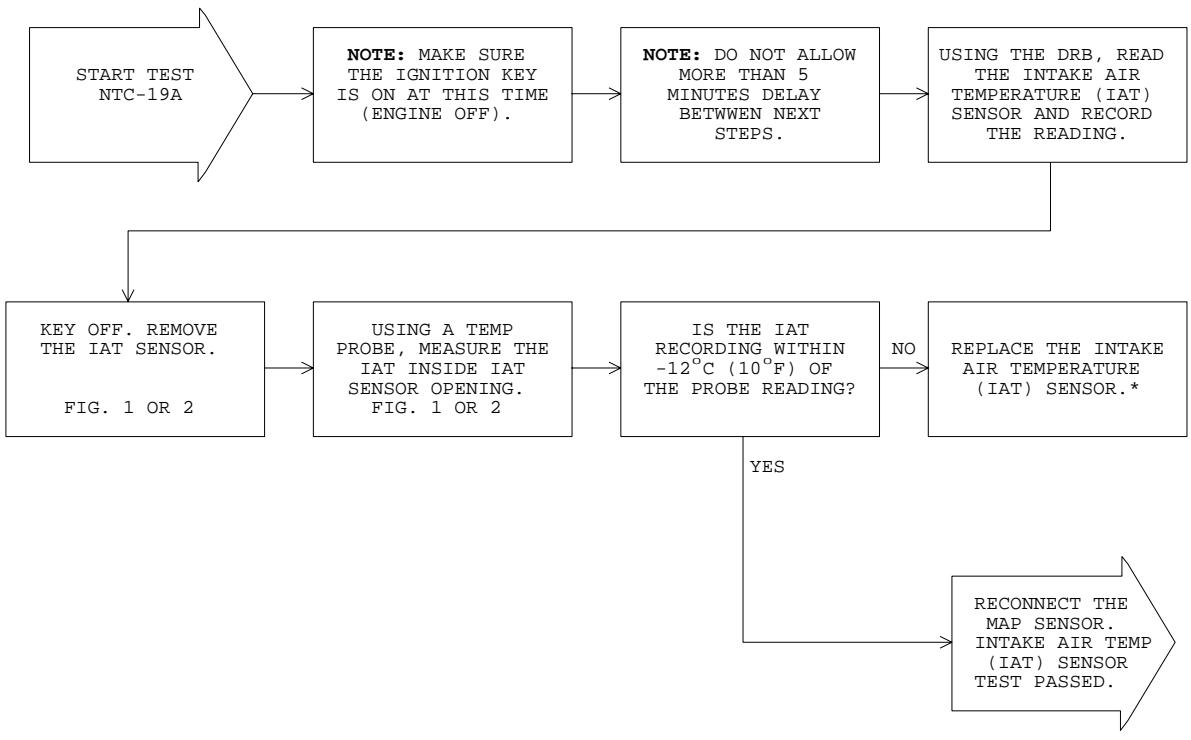 START TEST
NTC-19A
NOTE: MAKE SURE
THE IGNITION KEY
IS ON AT THIS TIME
(ENGINE OFF).
NOTE: DO NOT ALLOW
MORE THAN 5
MINUTES DELAY
BETWWEN NEXT
STEPS.
USING THE DRB, READ
THE INTAKE AIR
TEMPERATURE (IAT)
SENSOR AND RECORD
THE READING.
KEY OFF. REMOVE
THE IAT SENSOR.
FIG. 1 OR 2
USING A TEMP
PROBE, MEASURE THE
IAT INSIDE IAT
SENSOR OPENING.
FIG. 1 OR 2
IS THE IAT
RECORDING WITHIN
-12°C (10°F) OF
THE PROBE READING?
NO
REPLACE THE INTAKE
AIR TEMPERATURE
(IAT) SENSOR.*
YES
RECONNECT THE
MAP SENSOR.
INTAKE AIR TEMP
(IAT) SENSOR
TEST PASSED.